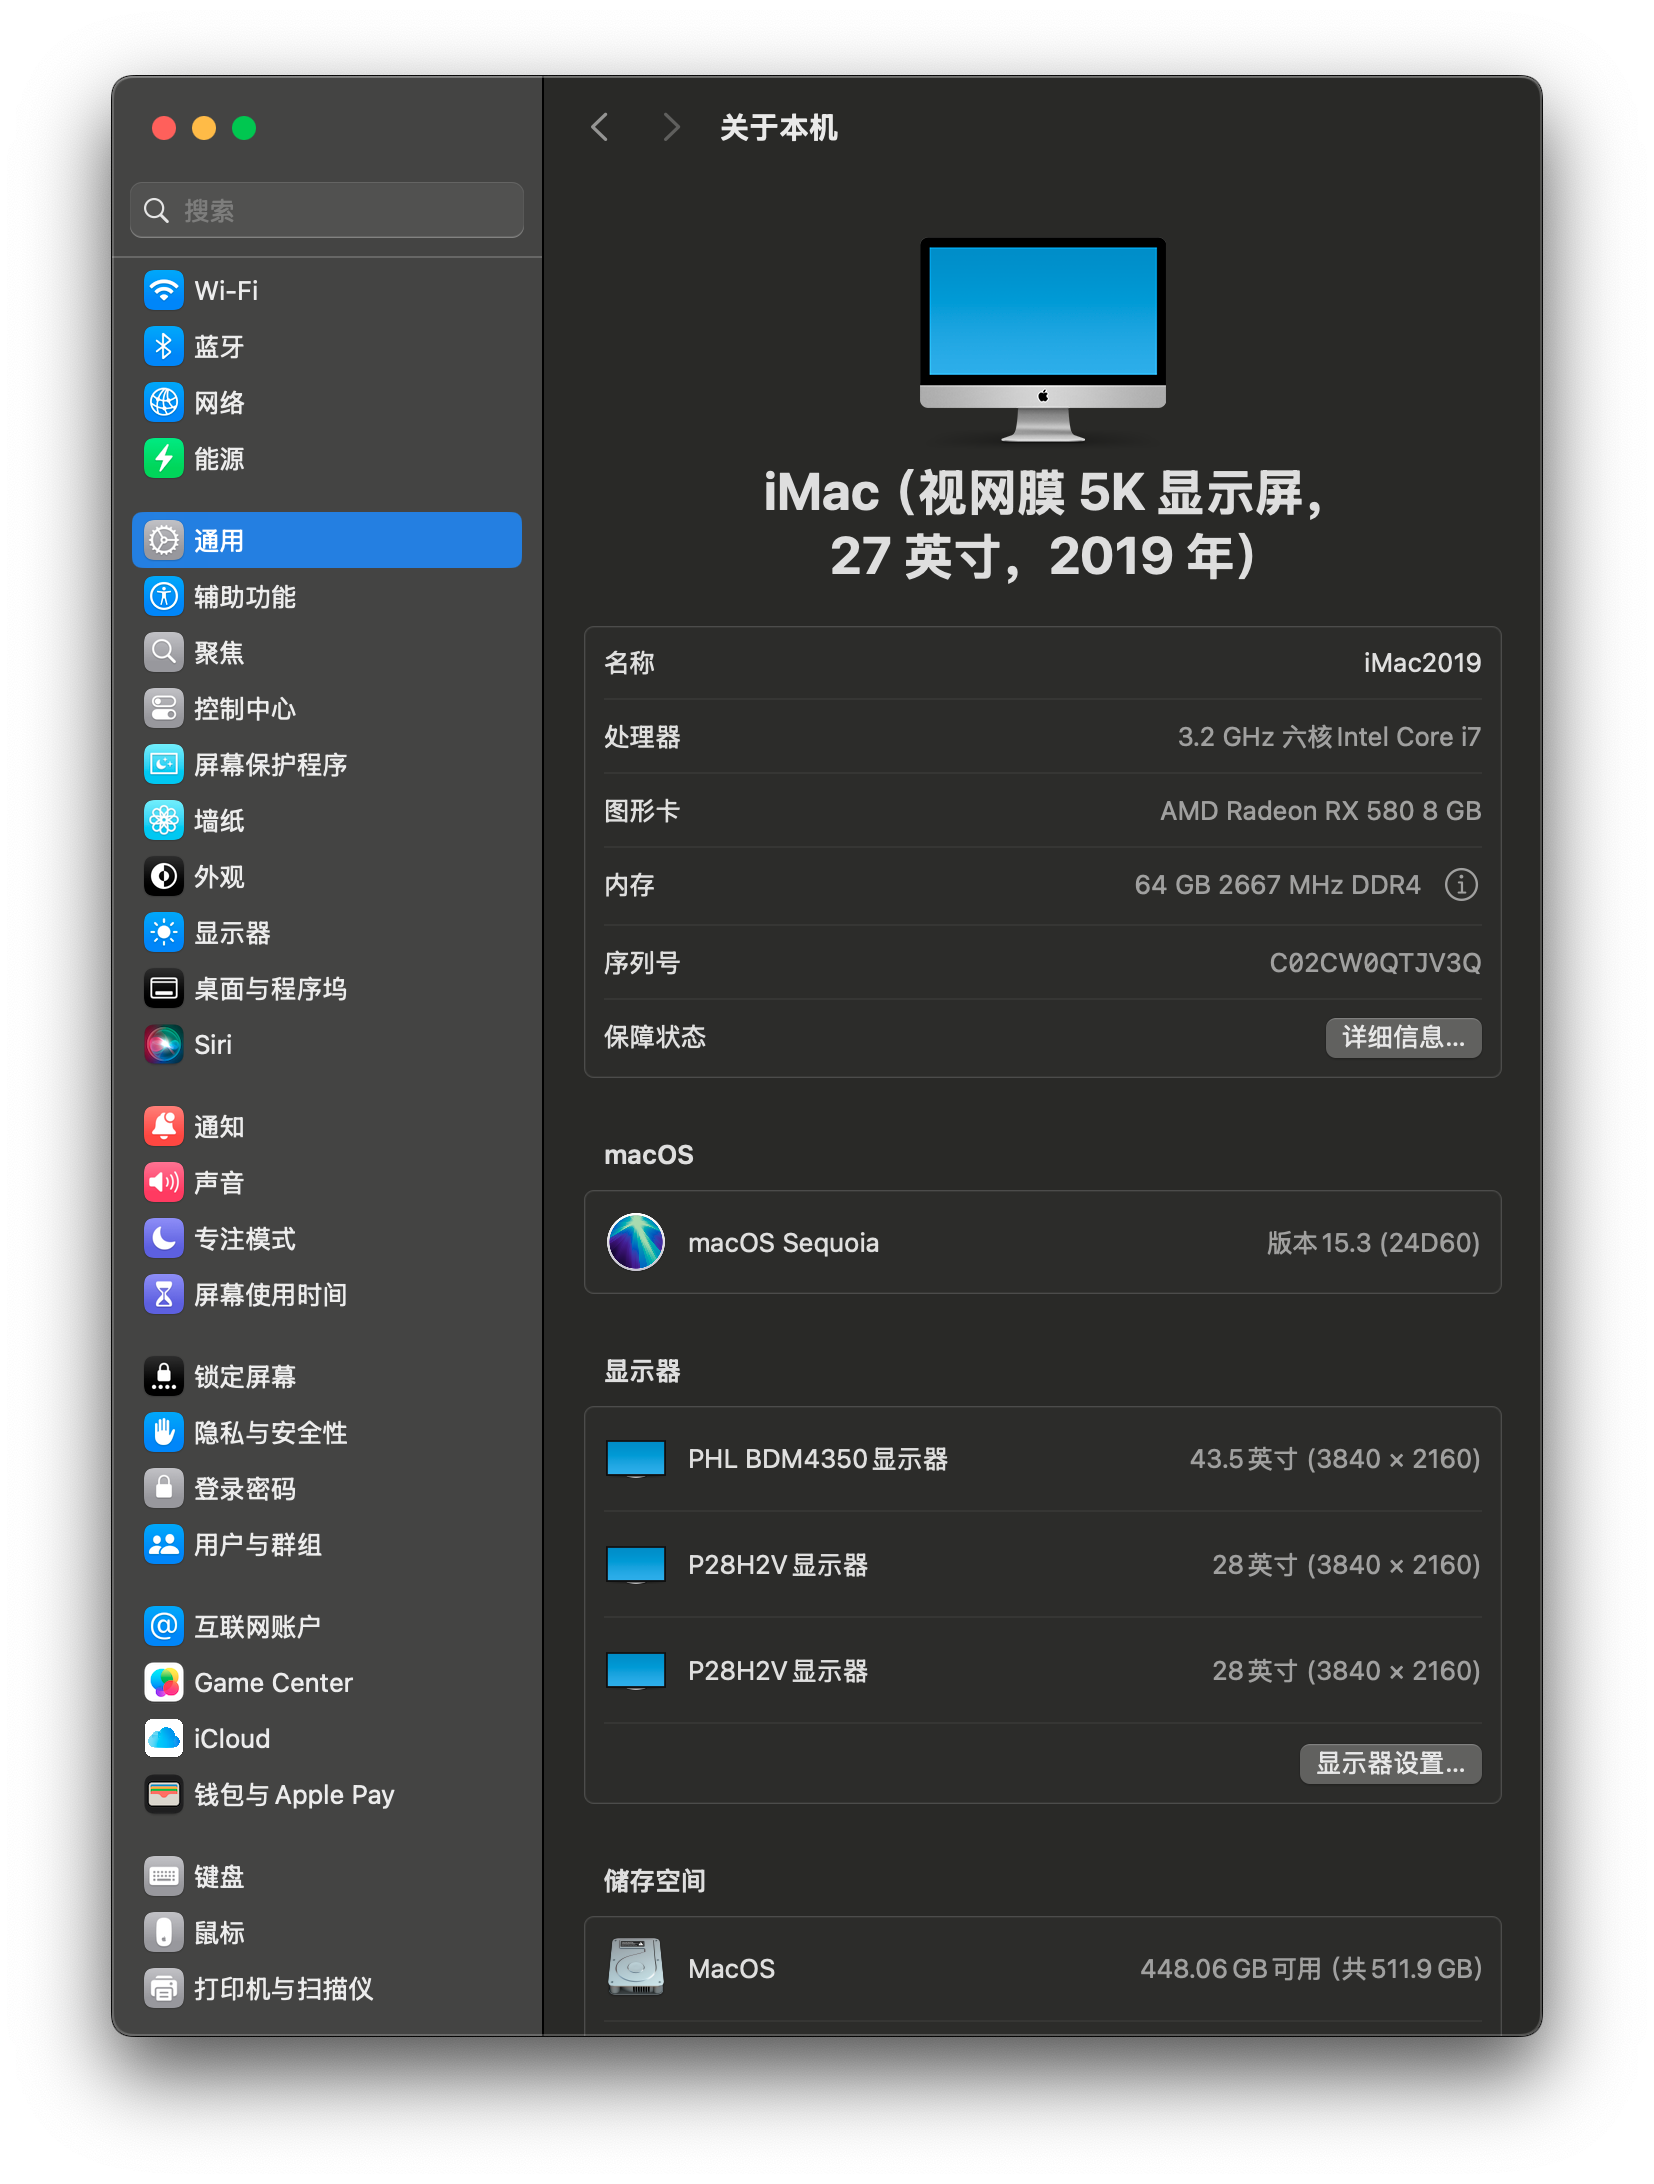 搜索
Wi-Fi
蓝牙
网络
能源
通用
辅助功能
聚焦
控制中心
屏幕保护程序
墙纸
外观
显示器
桌面与程序坞
Siri
通知
声音
专注模式
屏幕使用时间
锁定屏幕
隐私与安全性
登录密码
用户与群组
互联网账户
Game Center
iCloud
钱包与 Apple Pay
键盘
鼠标
打印机与扫描仪
关于本机
iMac（视网膜 5K 显示屏，
27 英寸，2019 年）
名称 iMac2019
处理器 3.2 GHz 六核Intel Core i7
图形卡 AMD Radeon RX 580 8 GB
内存 64 GB 2667 MHz DDR4
序列号 C02CW0QTJV3Q
保障状态 详细信息...
macOS
macOS Sequoia 版本 15.3 (24D60)
显示器
PHL BDM4350显示器 43.5英寸 (3840 × 2160)
P28H2V显示器 28英寸 (3840 × 2160)
P28H2V显示器 28英寸 (3840 × 2160)
显示器设置...
储存空间
MacOS 448.06 GB可用（共511.9 GB）